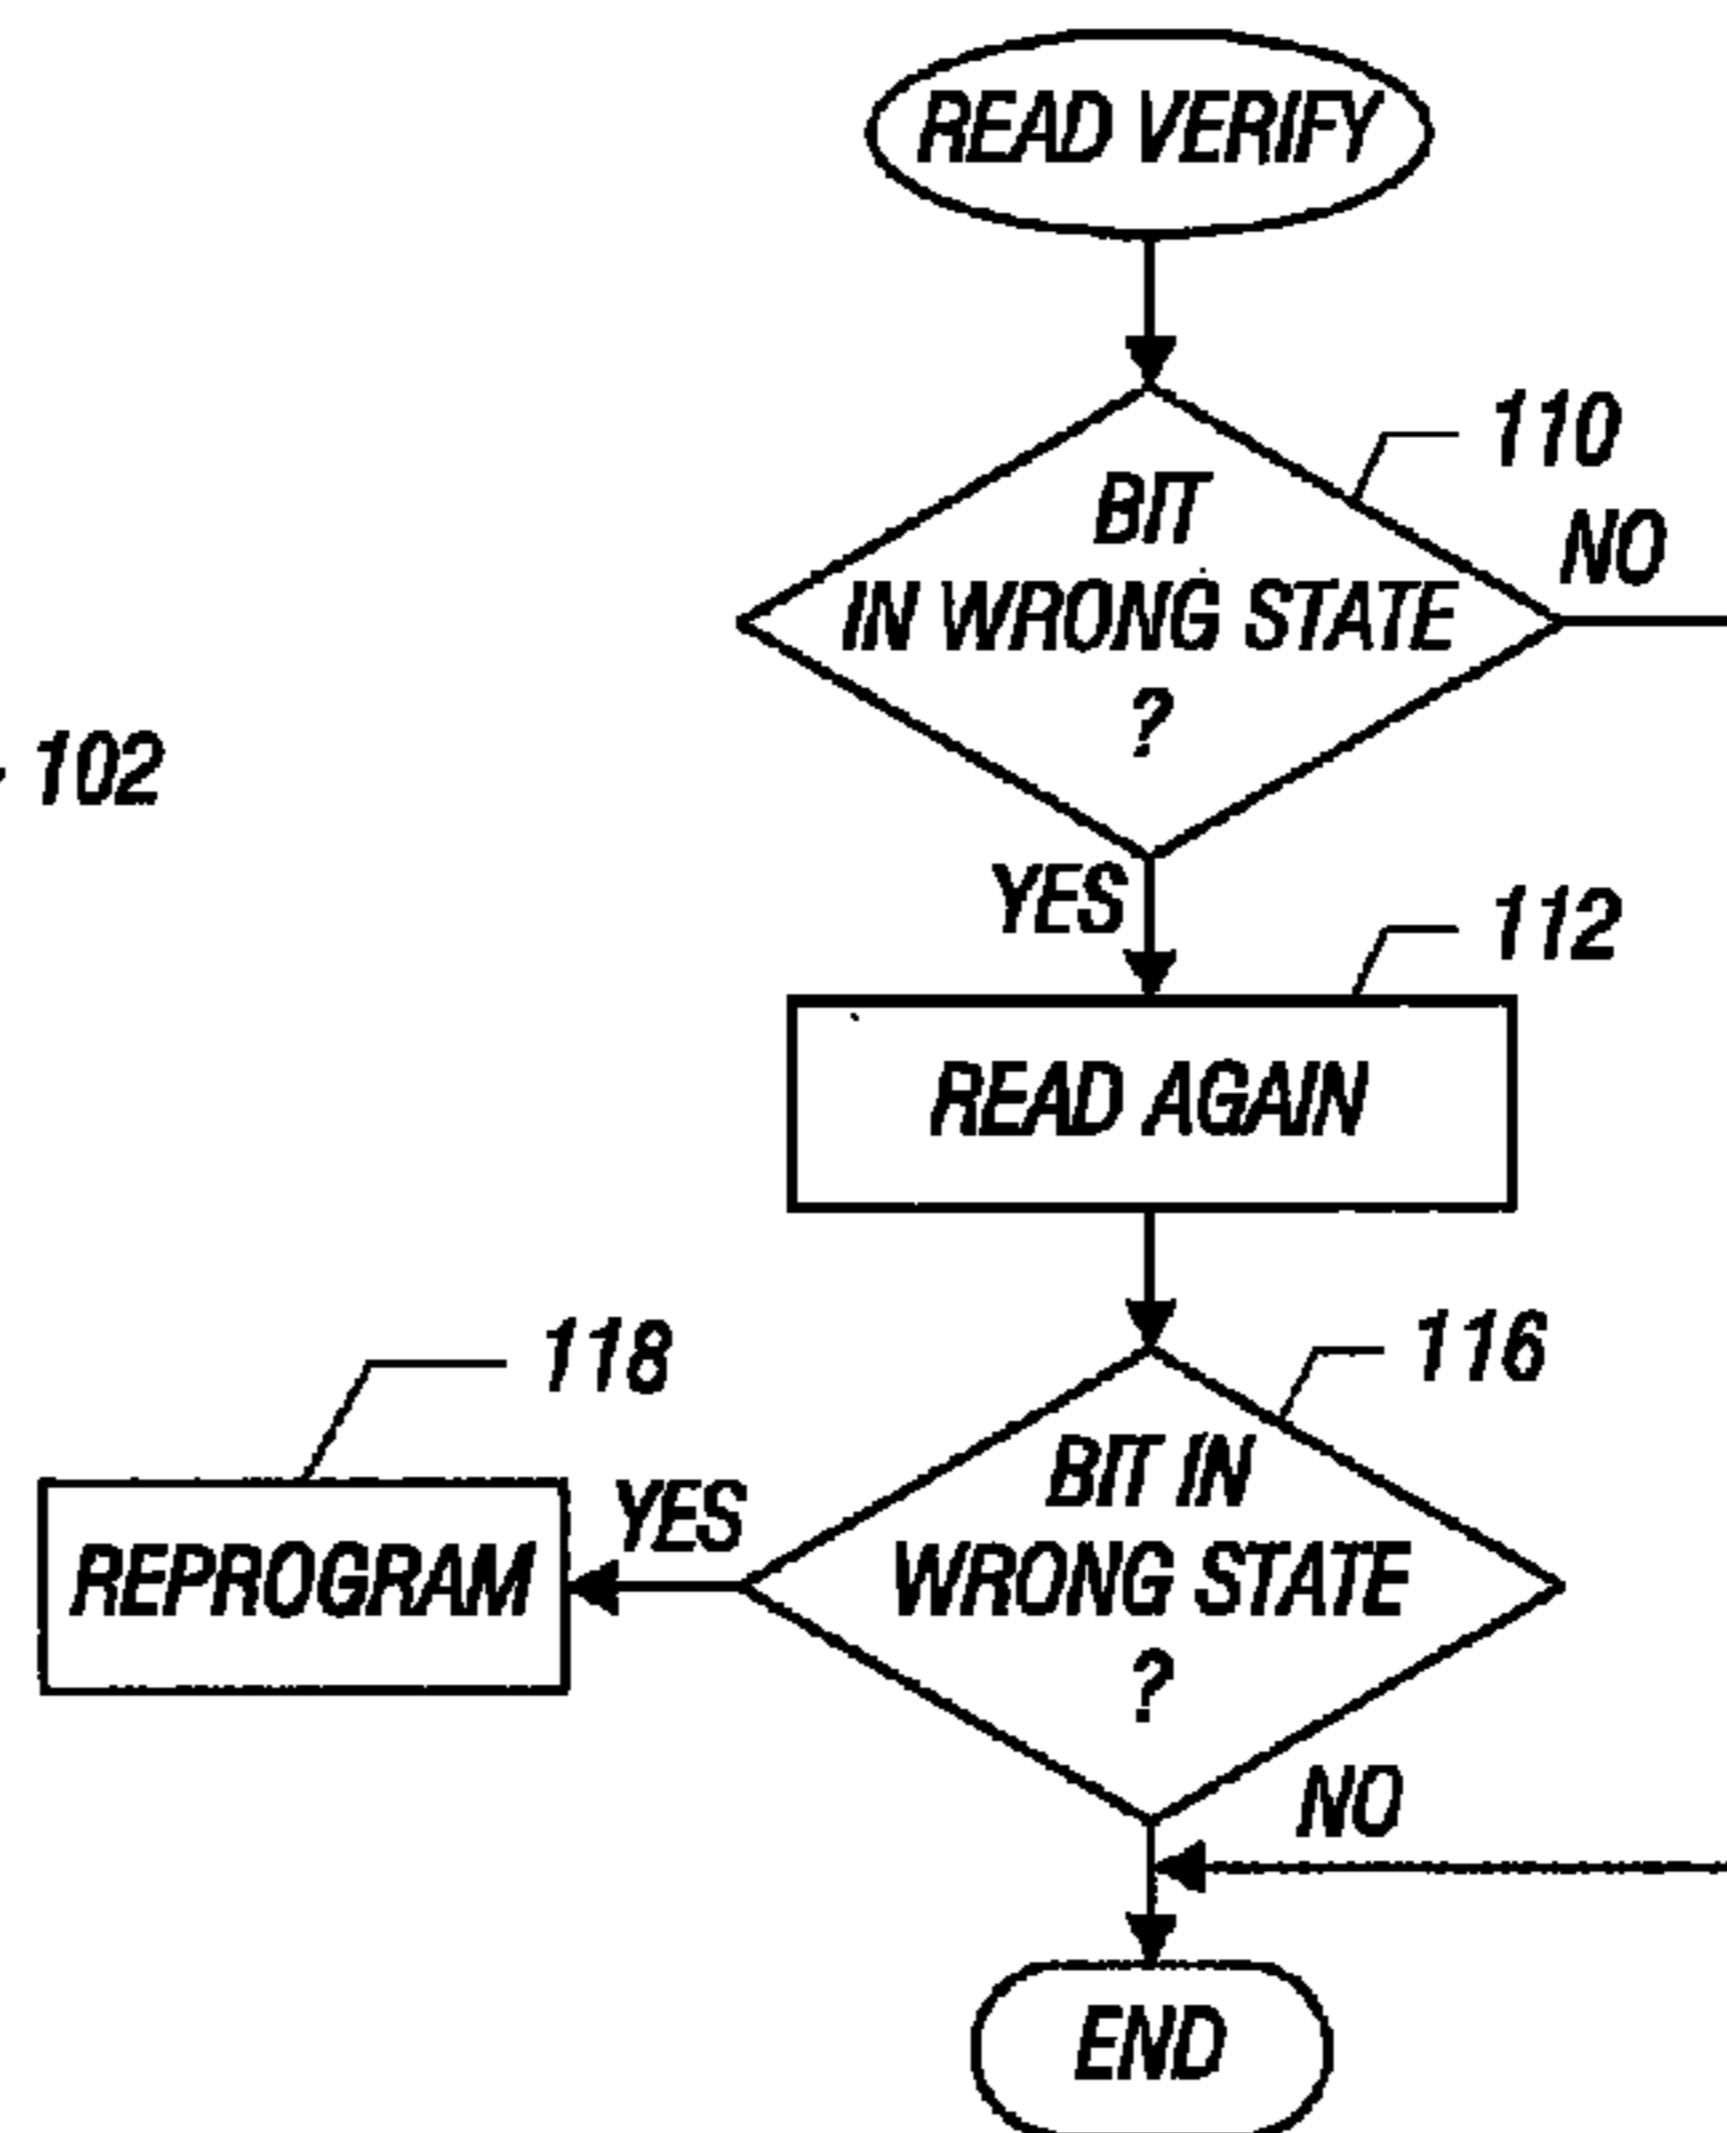 READ VERIFY
110
BIT
IN WRONG STATE
?
NO
102
YES
112
READ AGAIN
118
116
BIT IN
WRONG STATE
?
YES
REPROGRAM
NO
END